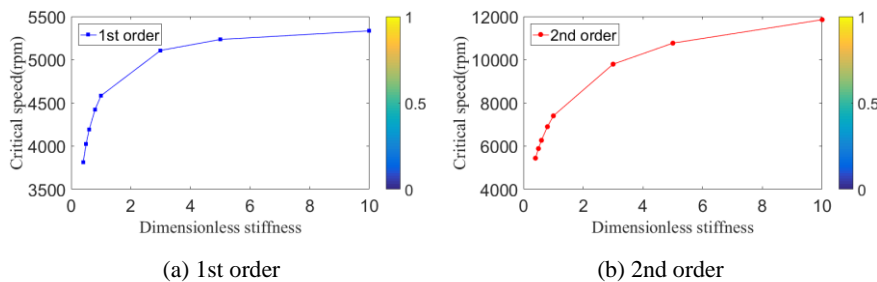 5500
5000
4500
4000
3500
Critical speed(rpm)
1st order
0 2 4 6 8 10
Dimensionless stiffness
1
0.5
0
(a) 1st order
12000
10000
8000
6000
4000
Critical speed(rpm)
2nd order
0 2 4 6 8 10
Dimensionless stiffness
1
0.5
0
(b) 2nd order